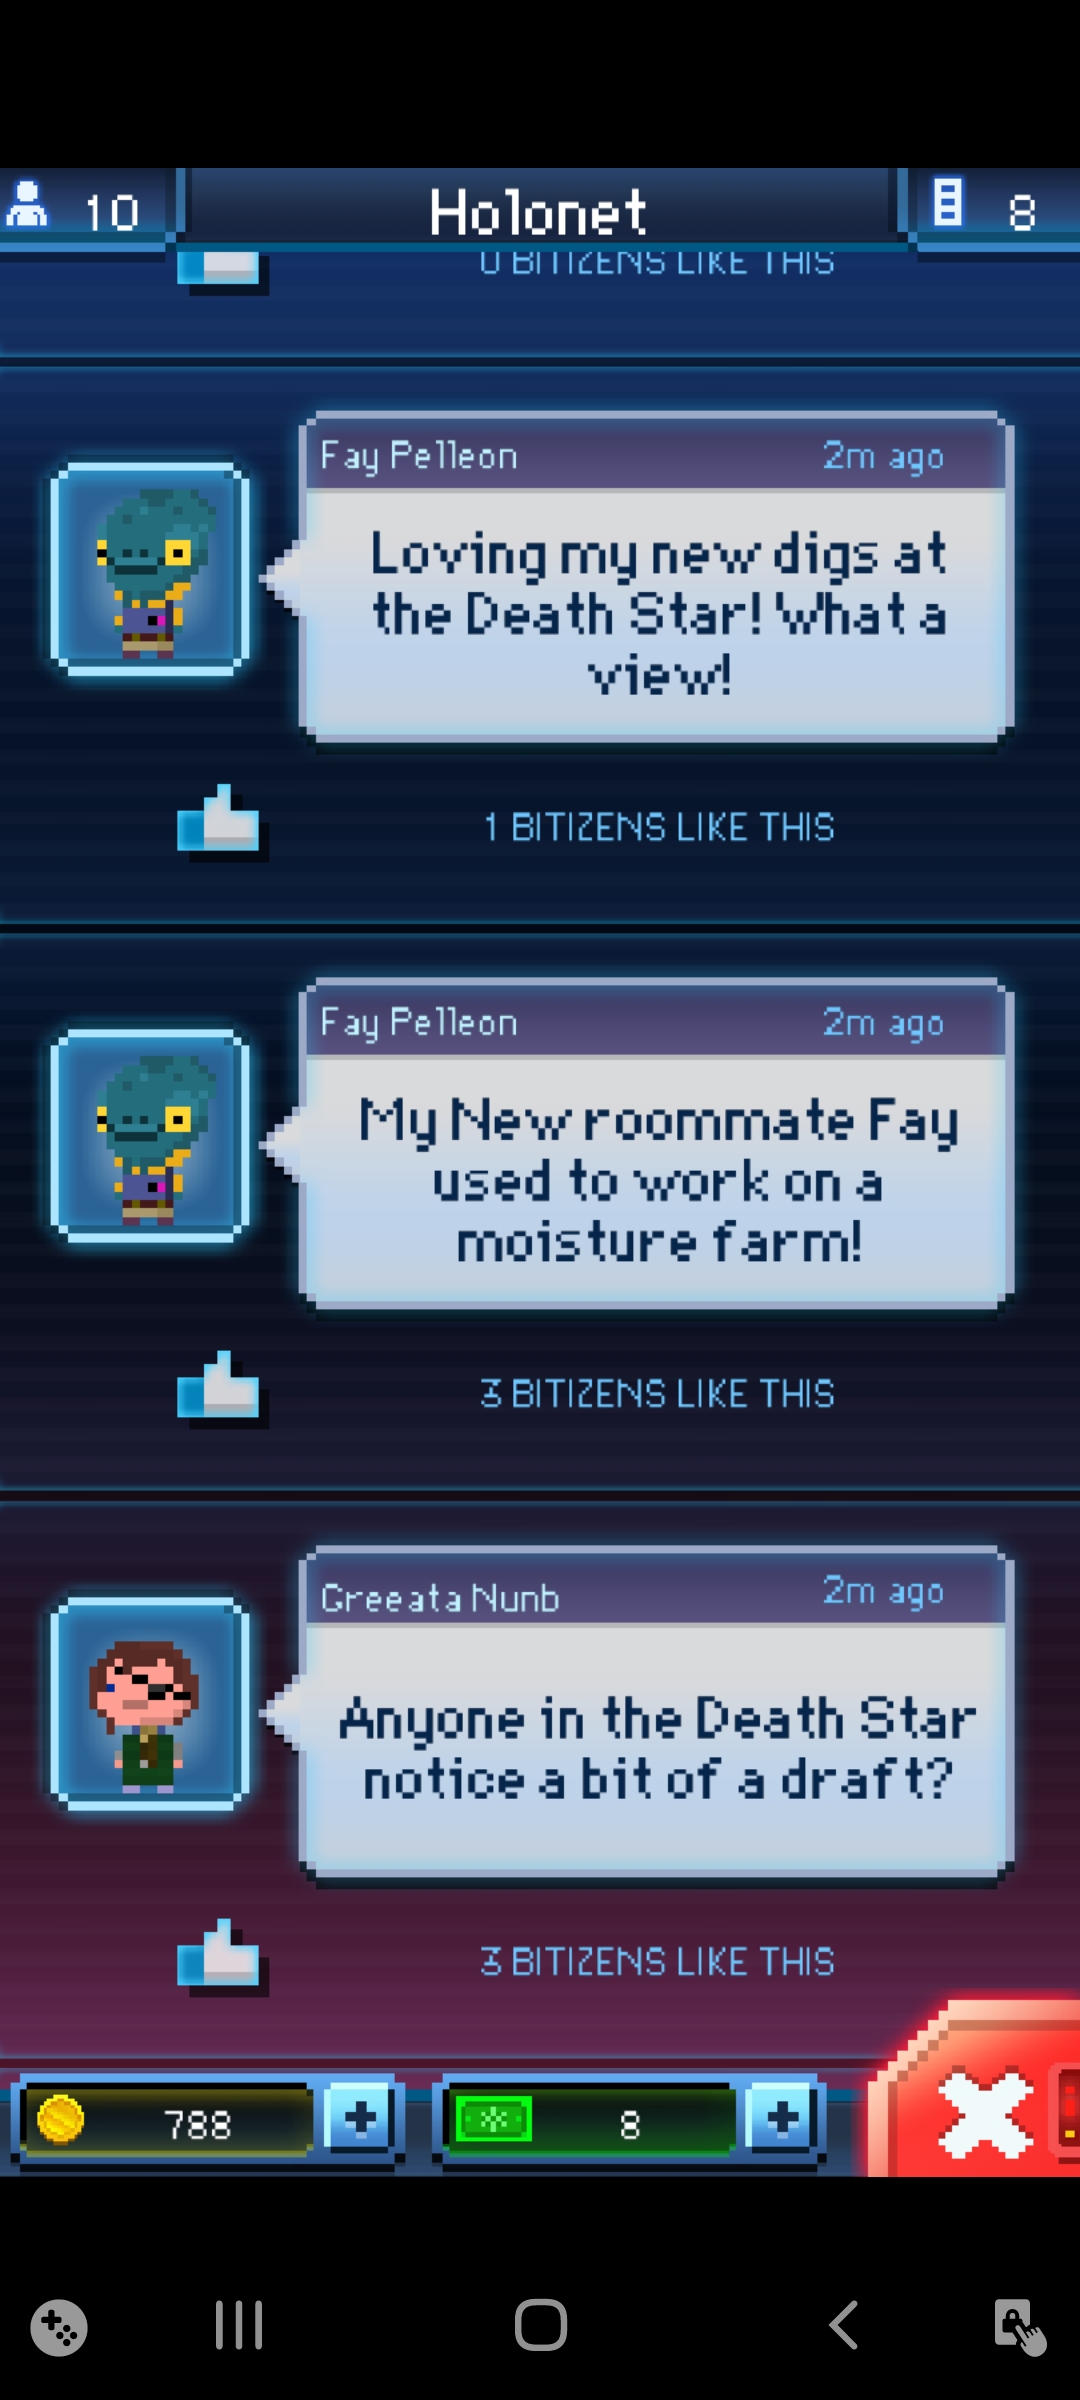 10
Holonet
8
0 BITIZENS LIKE THIS
Fay Pelleon
2m ago
Loving my new digs at
the Death Star! What a
view!
1 BITIZENS LIKE THIS
Fay Pelleon
2m ago
My New roommate Fay
used to work on a
moisture farm!
3 BITIZENS LIKE THIS
Greeata Nunb
2m ago
Anyone in the Death Star
notice a bit of a draft?
3 BITIZENS LIKE THIS
788
8